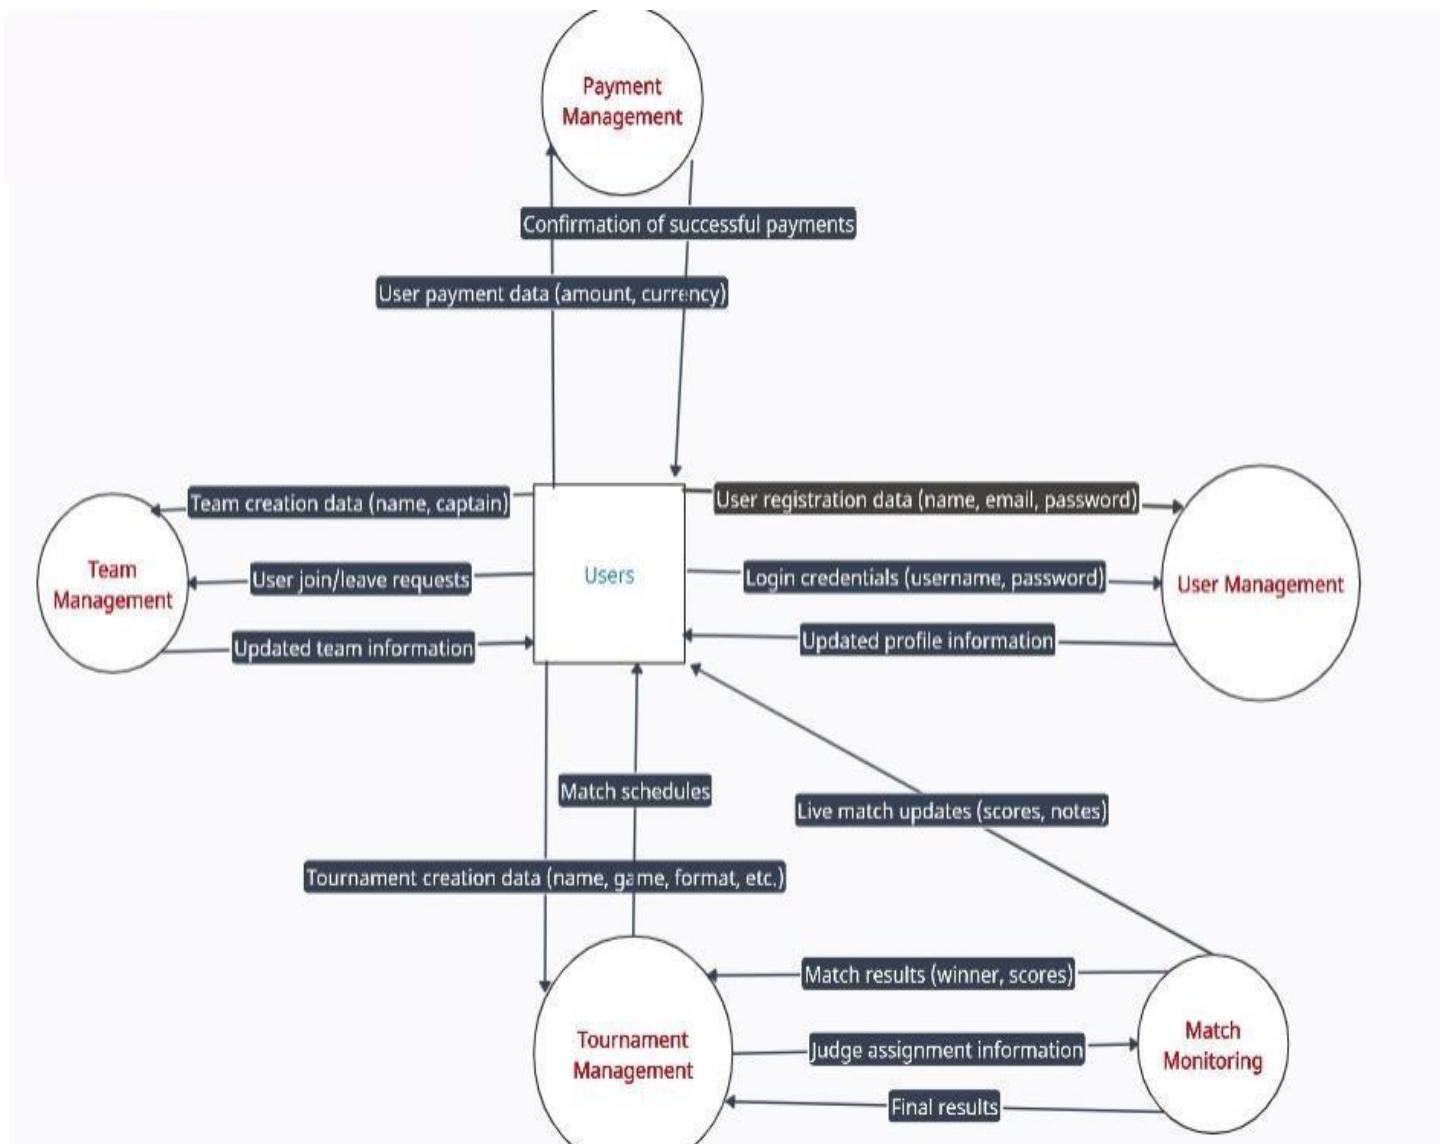 Payment
Management
Confirmation of successful payments
User payment data (amount, currency)
Team creation data (name, captain)
User registration data (name, email, password)
Team
Management
User join/leave requests
Users
Login credentials (username, password)
User Management
Updated team information
Updated profile information
Match schedules
Live match updates (scores, notes)
Tournament creation data (name, game, format, etc.)
Match results (winner, scores)
Tournament
Management
Judge assignment information
Match
Monitoring
Final results